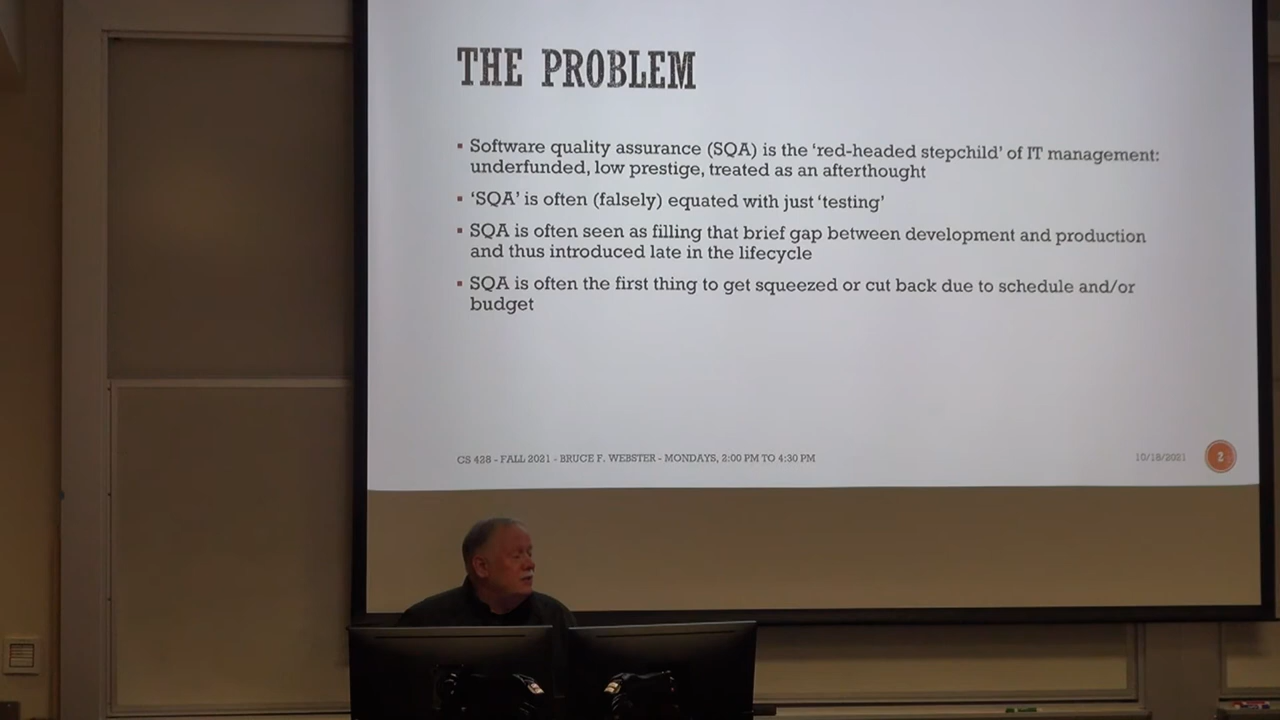 THE PROBLEM
▪ Software quality assurance (SQA) is the ‘red-headed stepchild’ of IT management:
underfunded, low prestige, treated as an afterthought
▪ ‘SQA’ is often (falsely) equated with just ‘testing’
▪ SQA is often seen as filling that brief gap between development and production
and thus introduced late in the lifecycle
▪ SQA is often the first thing to get squeezed or cut back due to schedule and/or
budget
CS 428 - FALL 2021 - BRUCE F. WEBSTER - MONDAYS, 2:00 PM TO 4:30 PM
10/18/2021
2